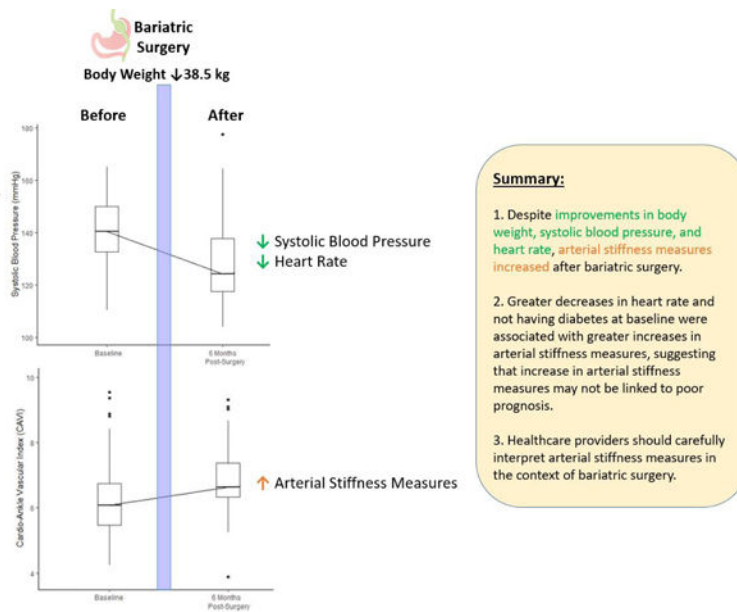 Bariatric
Surgery
Body Weight ↓38.5 kg
Before
After
Systolic Blood Pressure (mmHg)
180
160
140
120
100
Baseline
6 Months
Post-Surgery
↓ Systolic Blood Pressure
↓ Heart Rate
Cardio-Ankle Vascular Index (CAVI)
10
8
6
4
Baseline
6 Months
Post-Surgery
↑ Arterial Stiffness Measures
Summary:
1. Despite improvements in body
weight, systolic blood pressure, and
heart rate, arterial stiffness measures
increased after bariatric surgery.
2. Greater decreases in heart rate and
not having diabetes at baseline were
associated with greater increases in
arterial stiffness measures, suggesting
that increase in arterial stiffness
measures may not be linked to poor
prognosis.
3. Healthcare providers should carefully
interpret arterial stiffness measures in
the context of bariatric surgery.